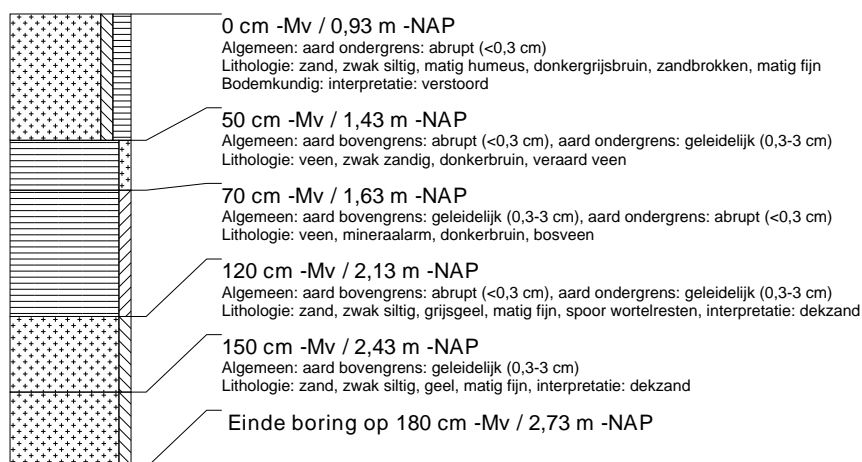 0 cm -Mv / 0,93 m -NAP
Algemeen: aard ondergrens: abrupt (<0,3 cm)
Lithologie: zand, zwak siltig, matig humeus, donkergrijsbruin, zandbrokken, matig fijn
Bodemkundig: interpretatie: verstoord
50 cm -Mv / 1,43 m -NAP
Algemeen: aard bovengrens: abrupt (<0,3 cm), aard ondergrens: geleidelijk (0,3-3 cm)
Lithologie: veen, zwak zandig, donkerbruin, veraard veen
70 cm -Mv / 1,63 m -NAP
Algemeen: aard bovengrens: geleidelijk (0,3-3 cm), aard ondergrens: abrupt (<0,3 cm)
Lithologie: veen, mineraalarm, donkerbruin, bosveen
120 cm -Mv / 2,13 m -NAP
Algemeen: aard bovengrens: abrupt (<0,3 cm), aard ondergrens: geleidelijk (0,3-3 cm)
Lithologie: zand, zwak siltig, grijsgeel, matig fijn, spoor wortelresten, interpretatie: dekzand
150 cm -Mv / 2,43 m -NAP
Algemeen: aard bovengrens: geleidelijk (0,3-3 cm)
Lithologie: zand, zwak siltig, geel, matig fijn, interpretatie: dekzand
Einde boring op 180 cm -Mv / 2,73 m -NAP